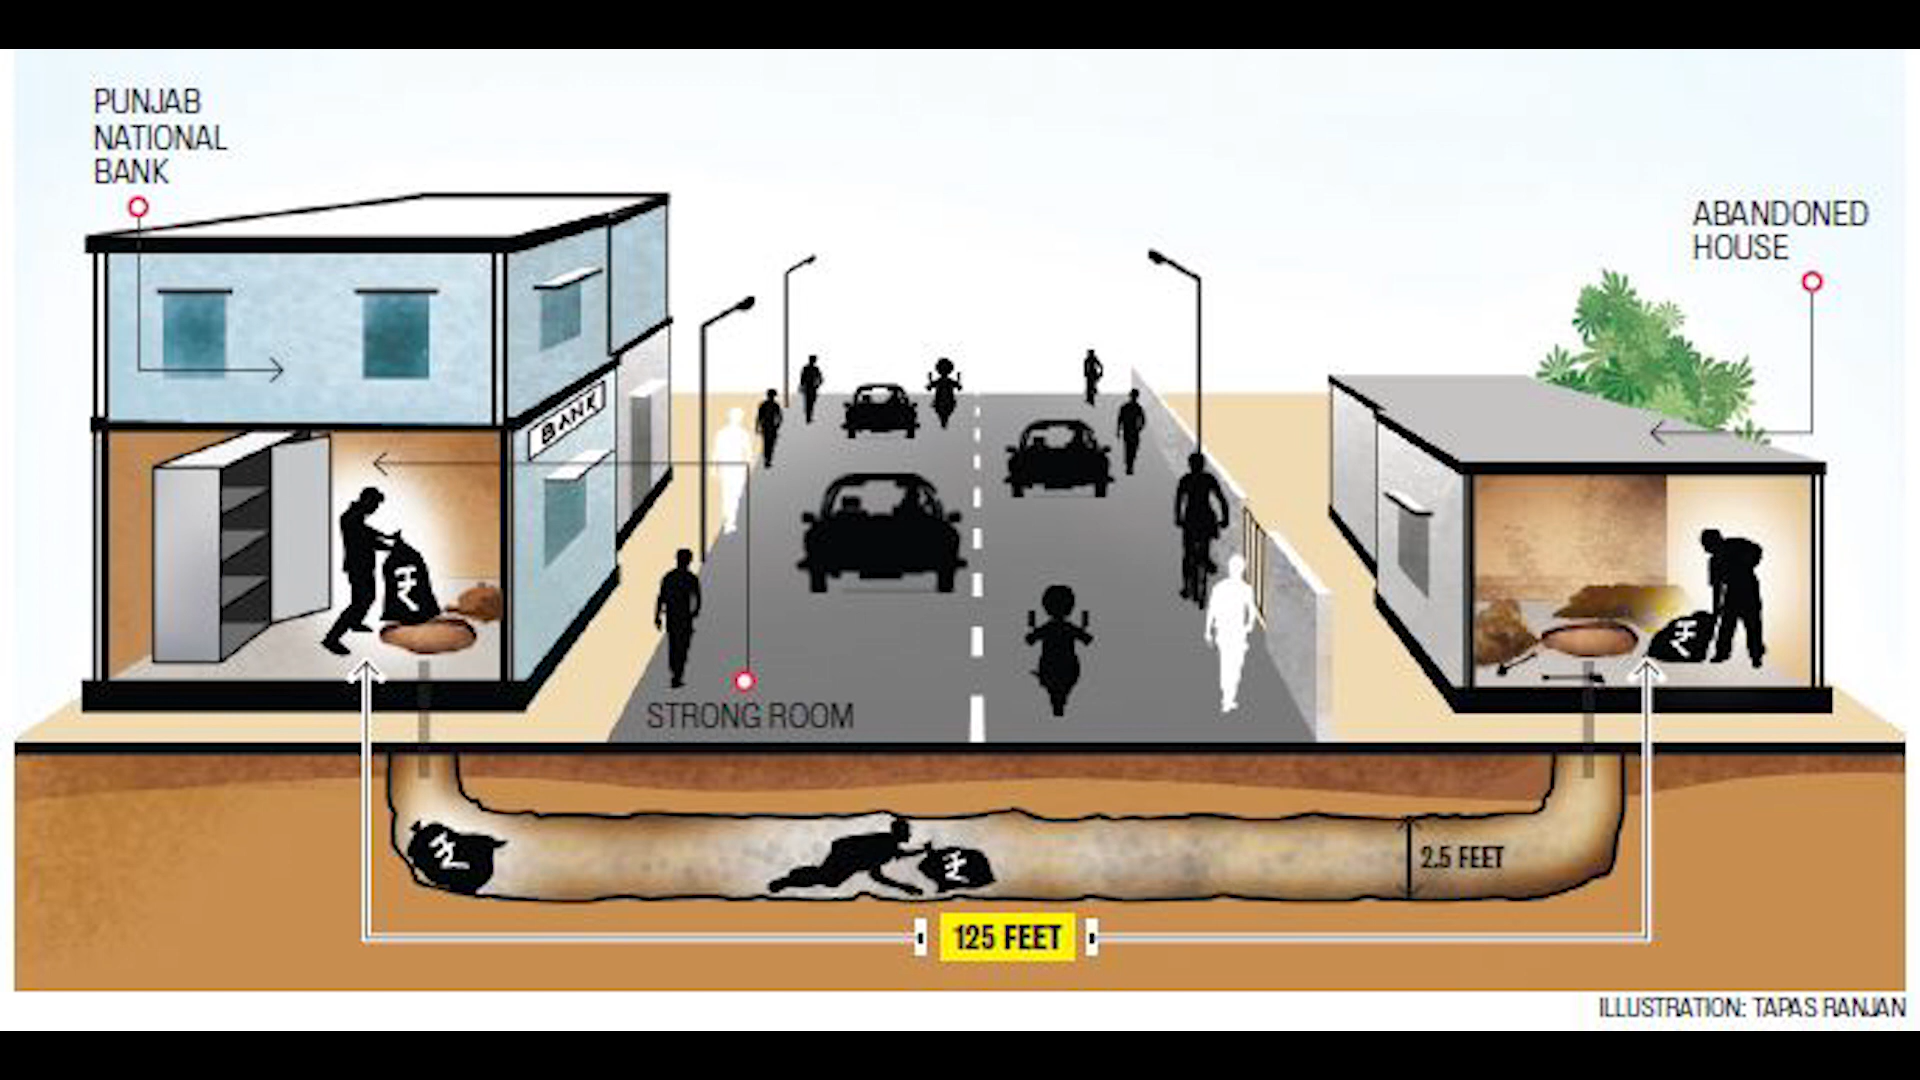 PUNJAB
NATIONAL
BANK
ABANDONED
HOUSE
BANK
₹
₹
STRONG ROOM
₹
₹
2.5 FEET
125 FEET
ILLUSTRATION: TAPAS RANJAN